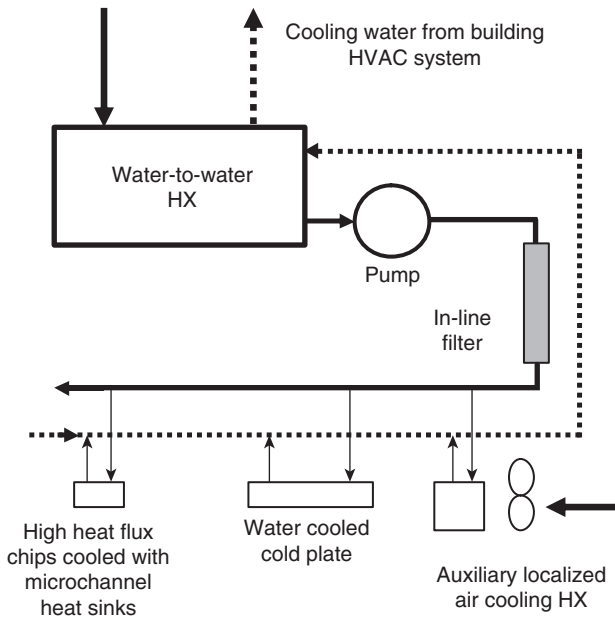 Cooling water from building
HVAC system
Water-to-water
HX
Pump
In-line
filter
High heat flux
chips cooled with
microchannel
heat sinks
Water cooled
cold plate
Auxiliary localized
air cooling HX